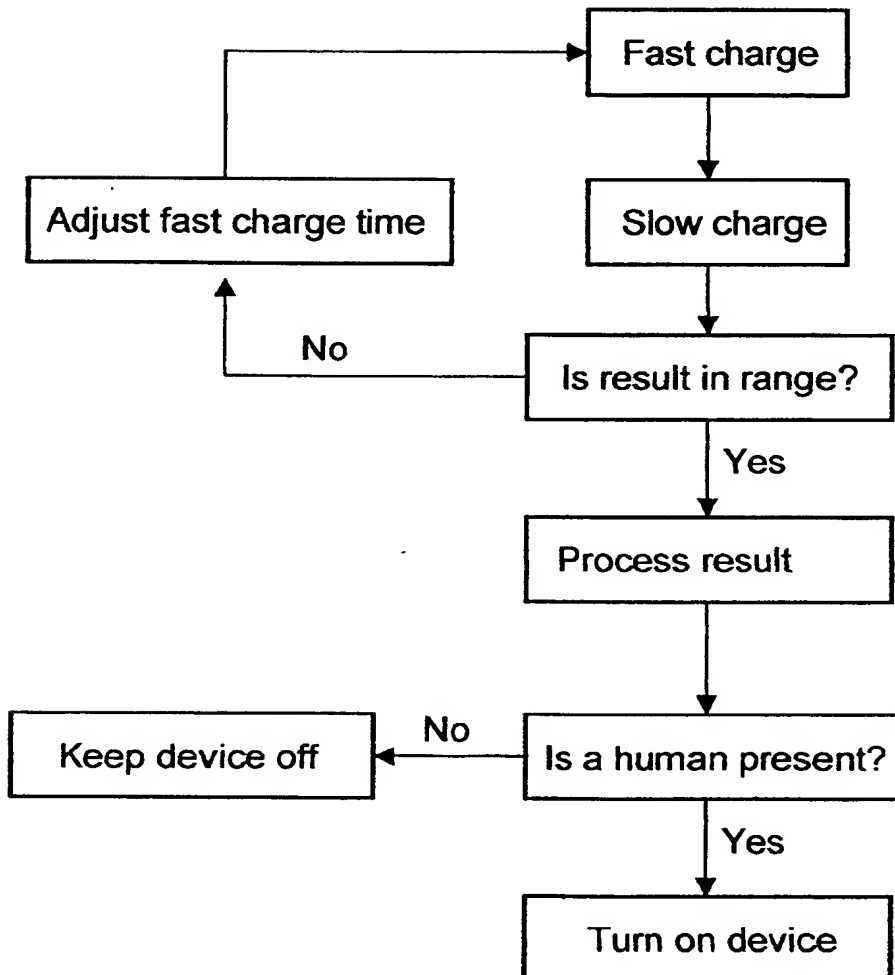 Fast charge
Adjust fast charge time
Slow charge
No
Is result in range?
Yes
Process result
Keep device off
No
Is a human present?
Yes
Turn on device